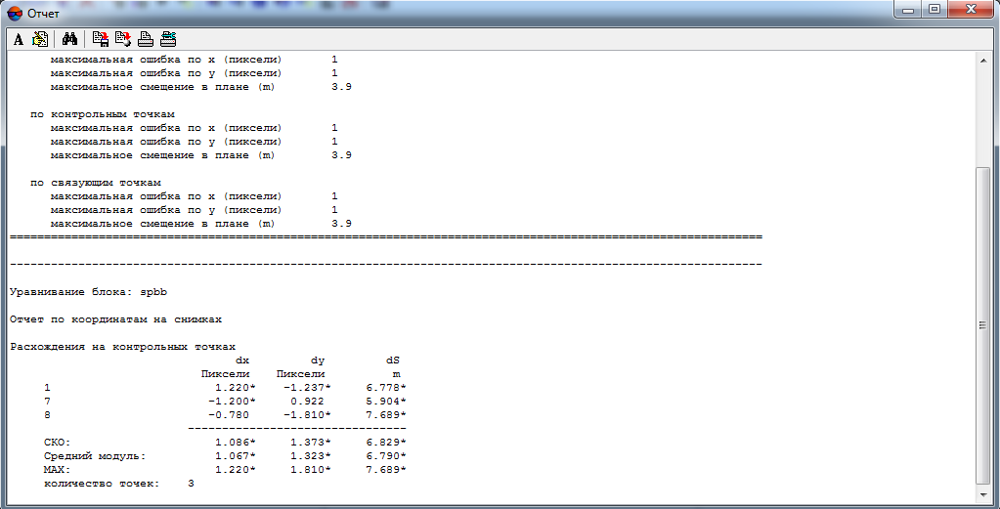 Отчет
A
максимальная ошибка по x (пиксели) 1
максимальная ошибка по y (пиксели) 1
максимальное смещение в плане (m) 3.9
по контрольным точкам
максимальная ошибка по x (пиксели) 1
максимальная ошибка по y (пиксели) 1
максимальное смещение в плане (m) 3.9
по связующим точкам
максимальная ошибка по x (пиксели) 1
максимальная ошибка по y (пиксели) 1
максимальное смещение в плане (m) 3.9
Уравнивание блока: spbb
Отчет по координатам на снимках
Расхождения на контрольных точках
dx dy dS
Пиксели Пиксели m
1 1.220* -1.237* 6.778*
7 -1.200* 0.922 5.904*
8 -0.780 -1.810* 7.689*
СКО: 1.086* 1.373* 6.829*
Средний модуль: 1.067* 1.323* 6.790*
MAX: 1.220* 1.810* 7.689*
количество точек: 3